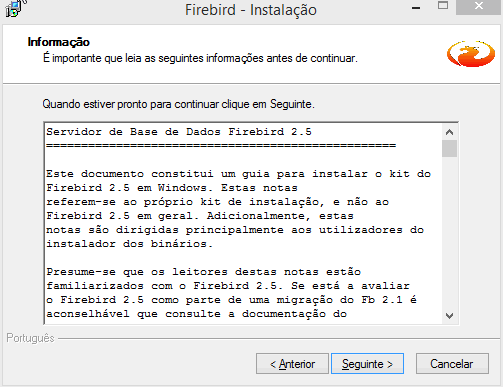 Firebird - Instalação
Informação
É importante que leia as seguintes informações antes de continuar.
Quando estiver pronto para continuar clique em Seguinte.
Servidor de Base de Dados Firebird 2.5
==================================================
Este documento constitui um guia para instalar o kit do
Firebird 2.5 em Windows. Estas notas
referem-se ao próprio kit de instalação, e não ao
Firebird 2.5 em geral. Adicionalmente, estas
notas são dirigidas principalmente aos utilizadores do
instalador dos binários.
Presume-se que os leitores destas notas estão
familiarizados com o Firebird 2.5. Se está a avaliar
o Firebird 2.5 como parte de uma migração do Fb 2.1 é
aconselhável que consulte a documentação do
Português
< Anterior
Seguinte >
Cancelar